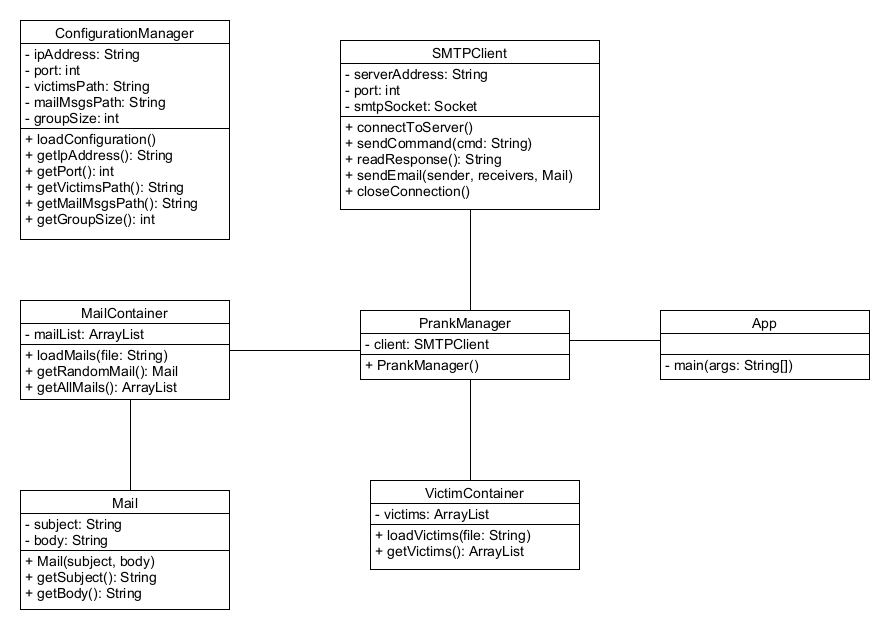 ConfigurationManager
- ipAddress: String
- port: int
- victimsPath: String
- mailMsgsPath: String
- groupSize: int
+ loadConfiguration()
+ getIpAddress(): String
+ getPort(): int
+ getVictimsPath(): String
+ getMailMsgsPath(): String
+ getGroupSize(): int
SMTPClient
- serverAddress: String
- port: int
- smtpSocket: Socket
+ connectToServer()
+ sendCommand(cmd: String)
+ readResponse(): String
+ sendEmail(sender, receivers, Mail)
+ closeConnection()
MailContainer
- mailList: ArrayList
+ loadMails(file: String)
+ getRandomMail(): Mail
+ getAllMails(): ArrayList
PrankManager
- client: SMTPClient
+ PrankManager()
App
- main(args: String[])
Mail
- subject: String
- body: String
+ Mail(subject, body)
+ getSubject(): String
+ getBody(): String
VictimContainer
- victims: ArrayList
+ loadVictims(file: String)
+ getVictims(): ArrayList